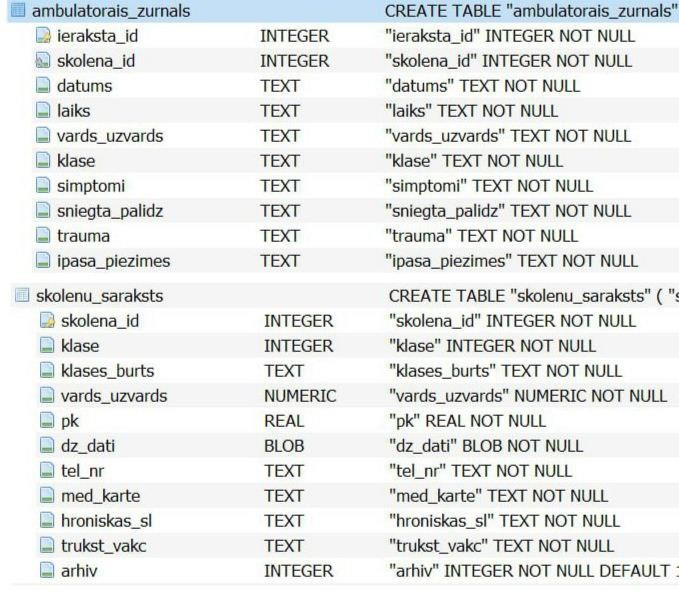 ambulatorais_zurnals CREATE TABLE "ambulatorais_zurnals"
ieraksta_id INTEGER "ieraksta_id" INTEGER NOT NULL
skolena_id INTEGER "skolena_id" INTEGER NOT NULL
datums TEXT "datums" TEXT NOT NULL
laiks TEXT "laiks" TEXT NOT NULL
vards_uzvards TEXT "vards_uzvards" TEXT NOT NULL
klase TEXT "klase" TEXT NOT NULL
simptomi TEXT "simptomi" TEXT NOT NULL
sniegta_palidz TEXT "sniegta_palidz" TEXT NOT NULL
trauma TEXT "trauma" TEXT NOT NULL
ipasa_piezimes TEXT "ipasa_piezimes" TEXT NOT NULL
skolenu_saraksts CREATE TABLE "skolenu_saraksts" ( "s
skolena_id INTEGER "skolena_id" INTEGER NOT NULL
klase INTEGER "klase" INTEGER NOT NULL
klases_burts TEXT "klases_burts" TEXT NOT NULL
vards_uzvards NUMERIC "vards_uzvards" NUMERIC NOT NULL
pk REAL "pk" REAL NOT NULL
dz_dati BLOB "dz_dati" BLOB NOT NULL
tel_nr TEXT "tel_nr" TEXT NOT NULL
med_karte TEXT "med_karte" TEXT NOT NULL
hroniskas_sl TEXT "hroniskas_sl" TEXT NOT NULL
trukst_vakc TEXT "trukst_vakc" TEXT NOT NULL
arhiv INTEGER "arhiv" INTEGER NOT NULL DEFAULT